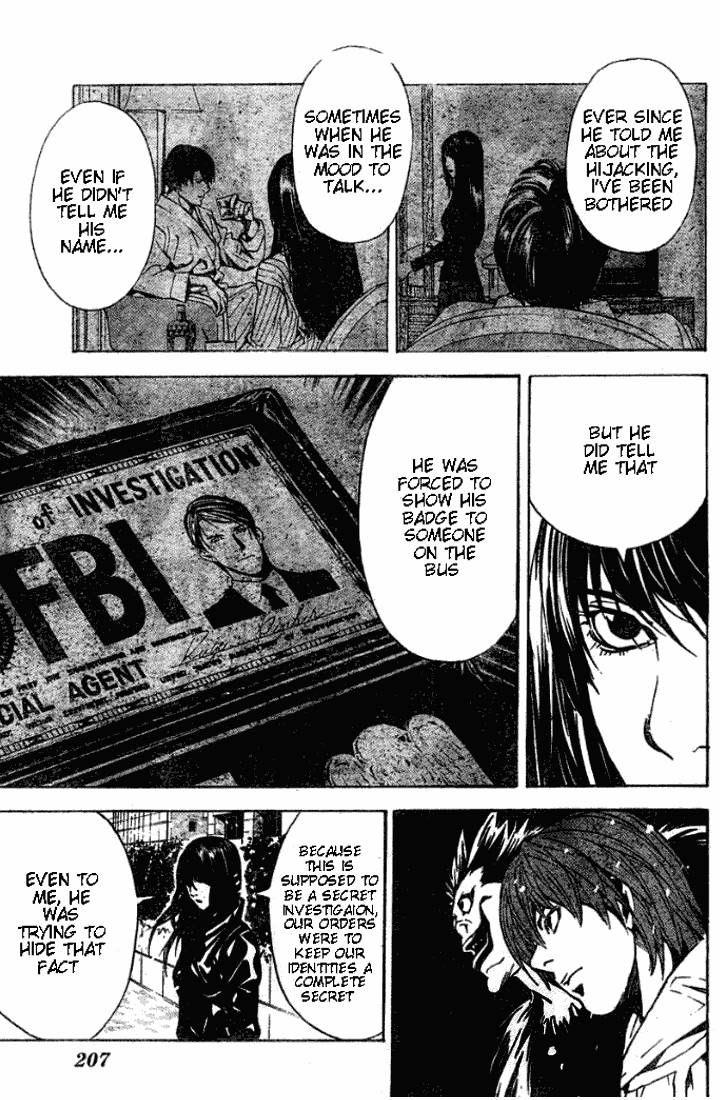 EVER SINCE
HE TOLD ME
ABOUT THE
HIJACKING,
I'VE BEEN
BOTHERED
SOMETIMES
WHEN HE
WAS IN THE
MOOD TO
TALK...
EVEN IF
HE DIDN'T
TELL ME
HIS
NAME...
BUT HE
DID TELL
ME THAT
HE WAS
FORCED TO
SHOW HIS
BADGE TO
SOMEONE
ON THE
BUS
of INVESTIGATION
FBI
CIAL AGENT
BECAUSE
THIS IS
SUPPOSED TO
BE A SECRET
INVESTIGAION,
OUR ORDERS
WERE TO
KEEP OUR
IDENTITIES A
COMPLETE
SECRET
EVEN TO
ME, HE
WAS
TRYING TO
HIDE THAT
FACT
207